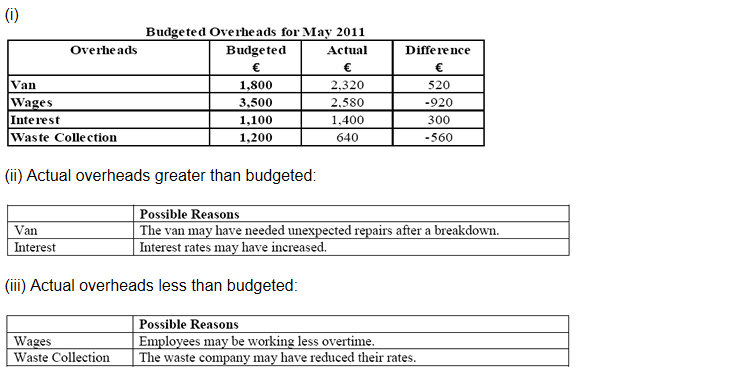 (i)
Budgeted Overheads for May 2011
Overheads Budgeted Actual Difference
€ € €
Van 1,800 2,320 520
Wages 3,500 2,580 -920
Interest 1,100 1,400 300
Waste Collection 1,200 640 -560
(ii) Actual overheads greater than budgeted:
Possible Reasons
Van The van may have needed unexpected repairs after a breakdown.
Interest Interest rates may have increased.
(iii) Actual overheads less than budgeted:
Possible Reasons
Wages Employees may be working less overtime.
Waste Collection The waste company may have reduced their rates.